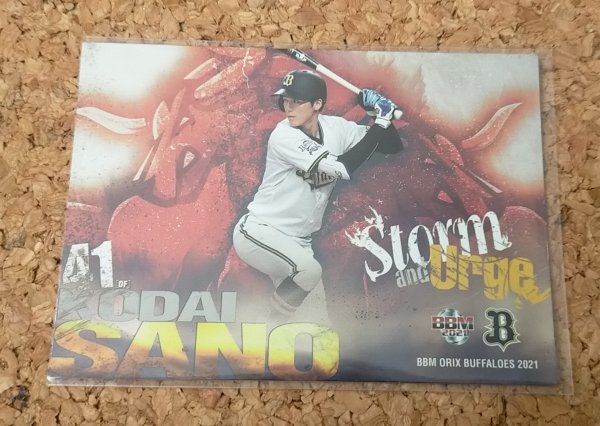 Storm
and Urge
41
OF
KODAI
SANO
BBM
2021
B
BBM ORIX BUFFALOES 2021